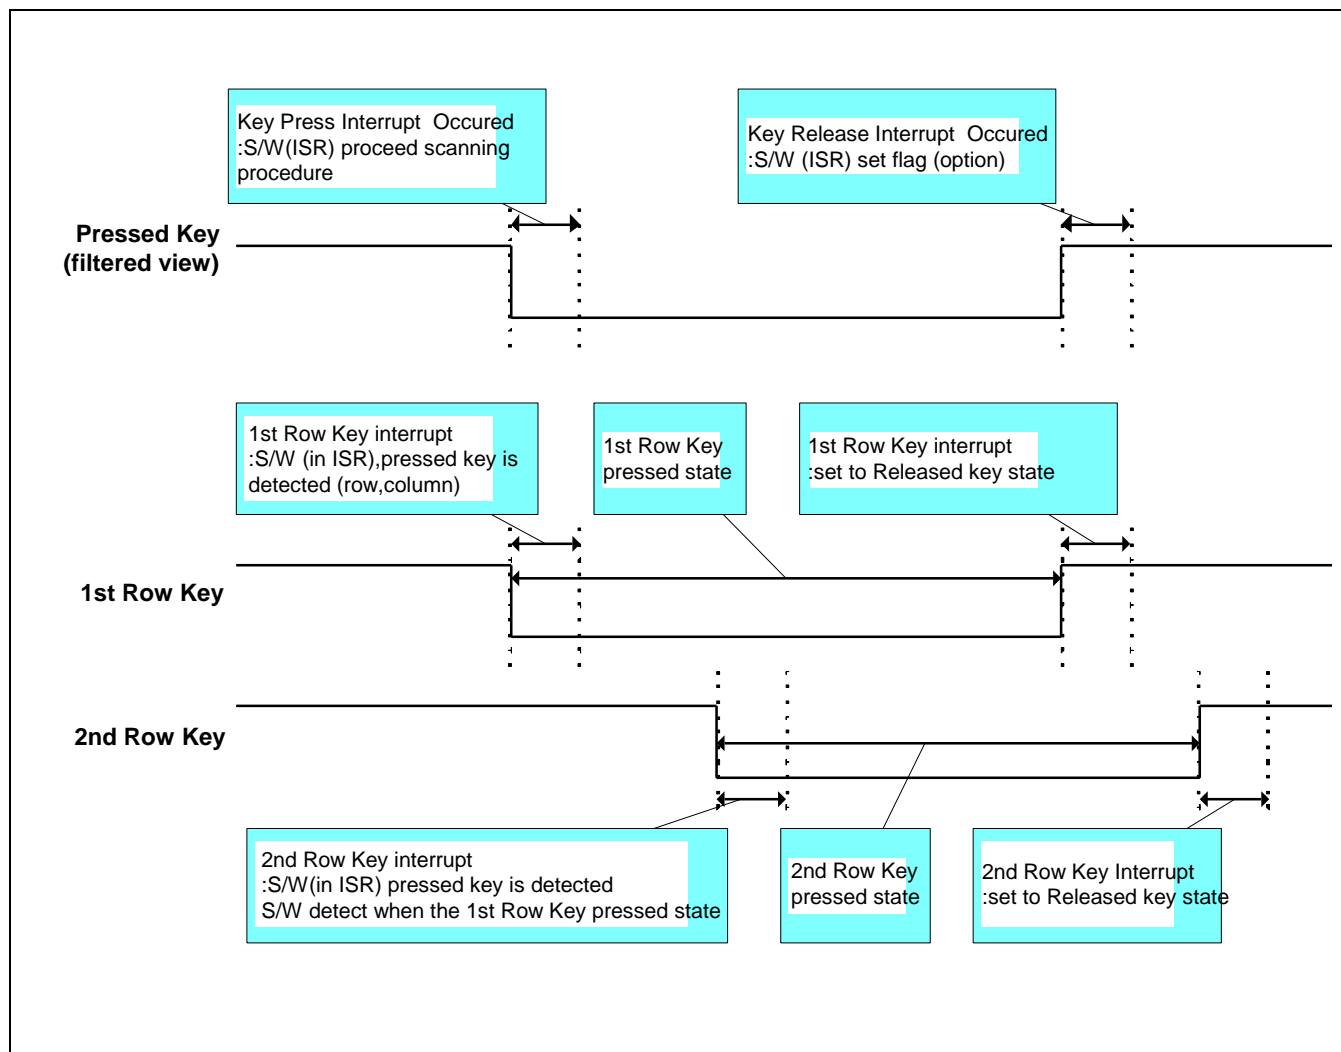 Key Press Interrupt  Occured
:S/W(ISR) proceed scanning
procedure
Key Release Interrupt  Occured
:S/W (ISR) set flag (option)
Pressed Key
(filtered view)
1st Row Key interrupt
:S/W (in ISR),pressed key is
detected (row,column)
1st Row Key
pressed state
1st Row Key interrupt
:set to Released key state
1st Row Key
2nd Row Key
2nd Row Key interrupt
:S/W(in ISR) pressed key is detected
S/W detect when the 1st Row Key pressed state
2nd Row Key
pressed state
2nd Row Key Interrupt
:set to Released key state